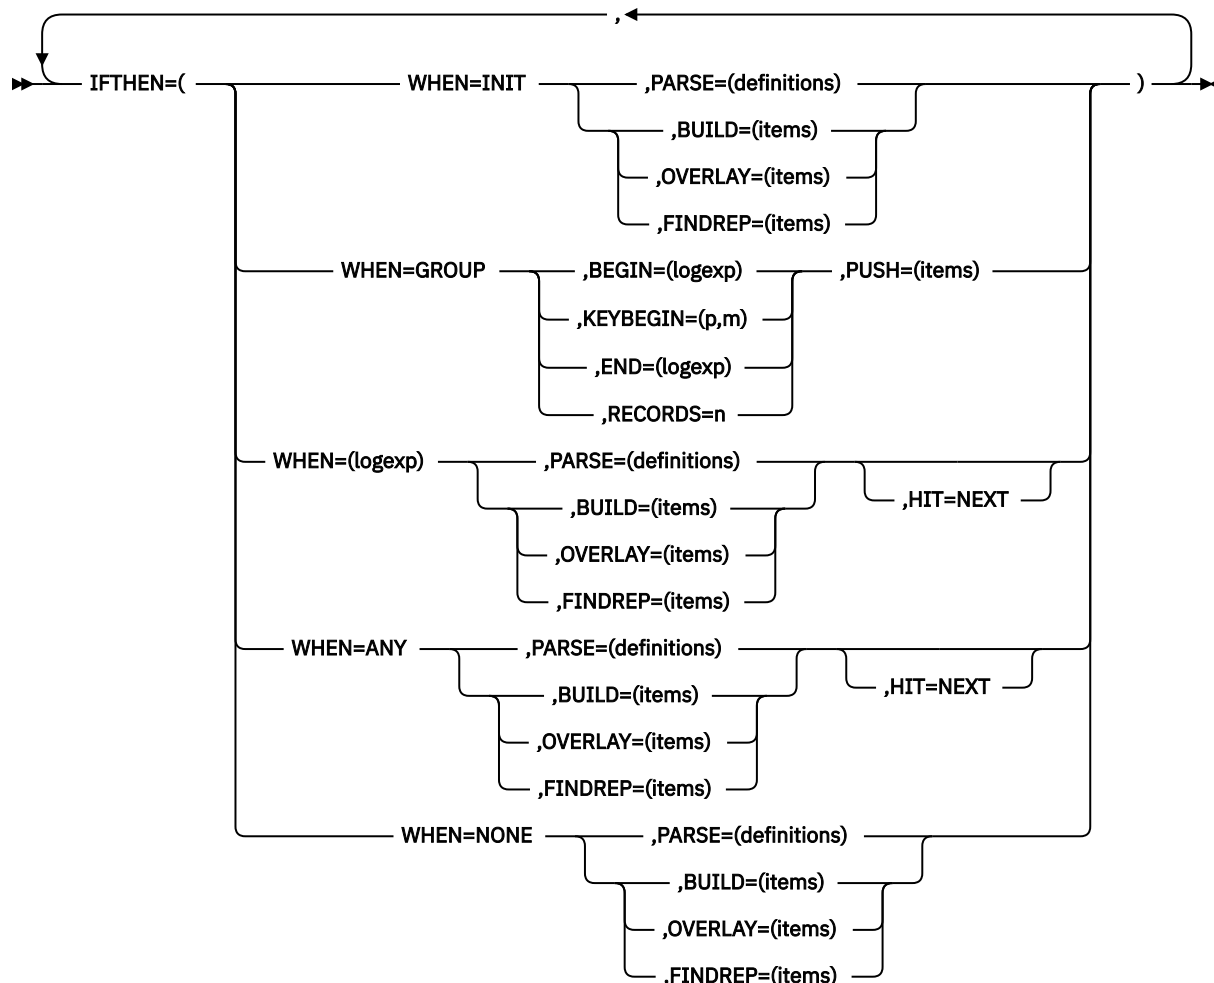 ,
IFTHEN=( WHEN=INIT ,PARSE=(definitions) )
,BUILD=(items)
,OVERLAY=(items)
,FINDREP=(items)
WHEN=GROUP ,BEGIN=(logexp) ,PUSH=(items)
,KEYBEGIN=(p,m)
,END=(logexp)
,RECORDS=n
WHEN=(logexp) ,PARSE=(definitions)
,HIT=NEXT
,BUILD=(items)
,OVERLAY=(items)
,FINDREP=(items)
WHEN=ANY ,PARSE=(definitions)
,HIT=NEXT
,BUILD=(items)
,OVERLAY=(items)
,FINDREP=(items)
WHEN=NONE ,PARSE=(definitions)
,BUILD=(items)
,OVERLAY=(items)
,FINDREP=(items)